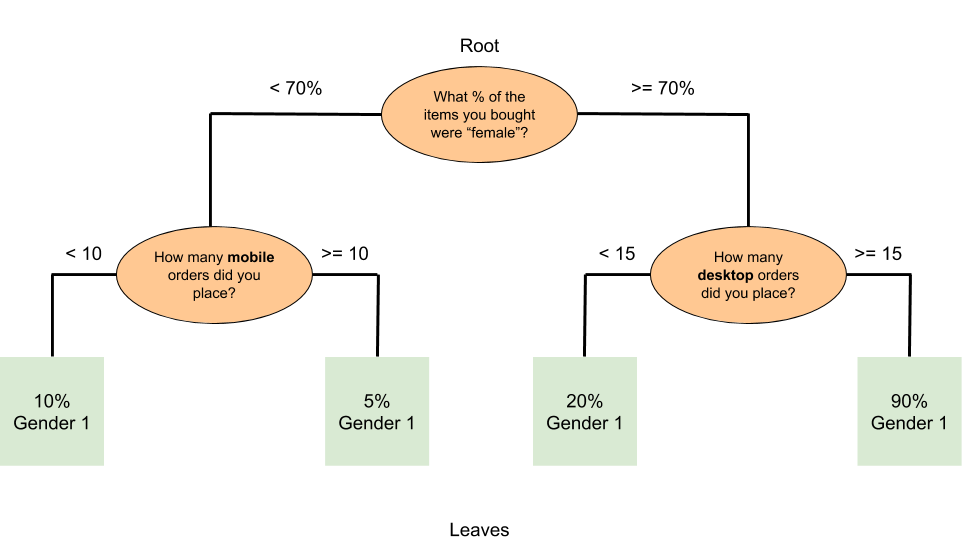 Root
< 70%
>= 70%
What % of the
items you bought
were “female”?
< 10
How many mobile
orders did you
place?
>= 10
< 15
How many
desktop orders
did you place?
>= 15
10%
Gender 1
5%
Gender 1
20%
Gender 1
90%
Gender 1
Leaves